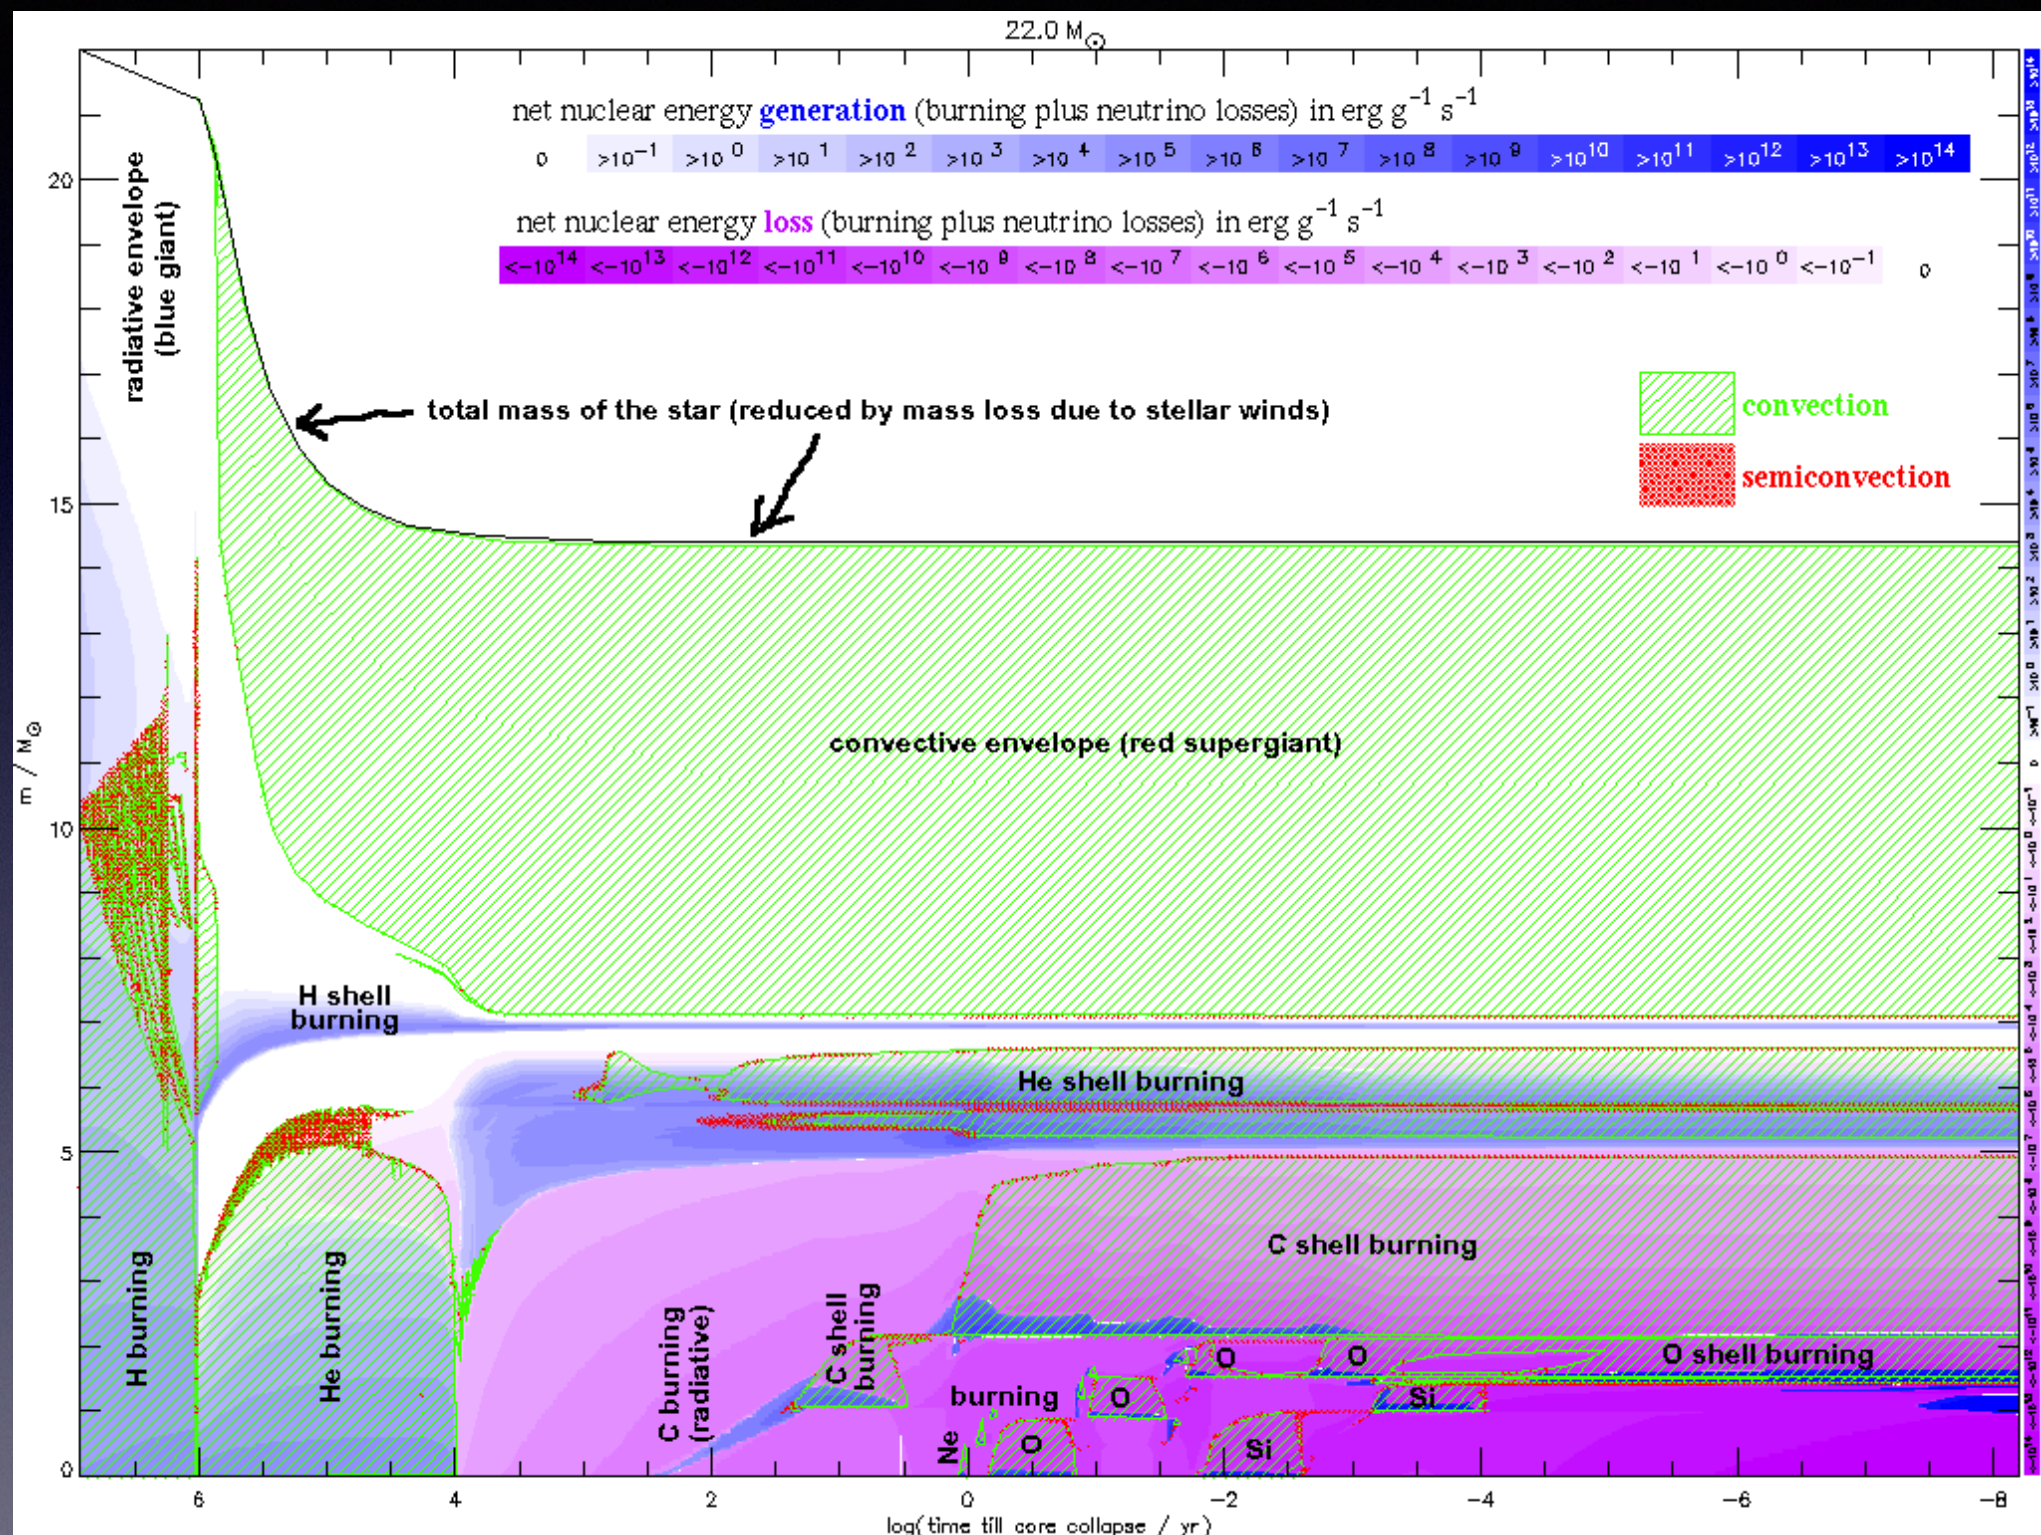 22.0 M⊙
net nuclear energy generation (burning plus neutrino losses) in erg g⁻¹ s⁻¹
0 >10⁻¹ >10⁰ >10¹ >10² >10³ >10⁴ >10⁵ >10⁶ >10⁷ >10⁸ >10⁹ >10¹⁰ >10¹¹ >10¹² >10¹³ >10¹⁴
net nuclear energy loss (burning plus neutrino losses) in erg g⁻¹ s⁻¹
<−10¹⁴ <−10¹³ <−10¹² <−10¹¹ <−10¹⁰ <−10⁹ <−10⁸ <−10⁷ <−10⁶ <−10⁵ <−10⁴ <−10³ <−10² <−10¹ <−10⁰ <−10⁻¹ 0
radiative envelope
(blue giant)
total mass of the star (reduced by mass loss due to stellar winds)
convection
semiconvection
convective envelope (red supergiant)
H shell
burning
He shell burning
C shell burning
H burning
He burning
C burning
(radiative)
C shell
burning
Ne
burning
O
O
O
O
O shell burning
Si
Si
m / M⊙
20
15
10
5
0
6 4 2 0 −2 −4 −6 −8
log(time till core collapse / yr)